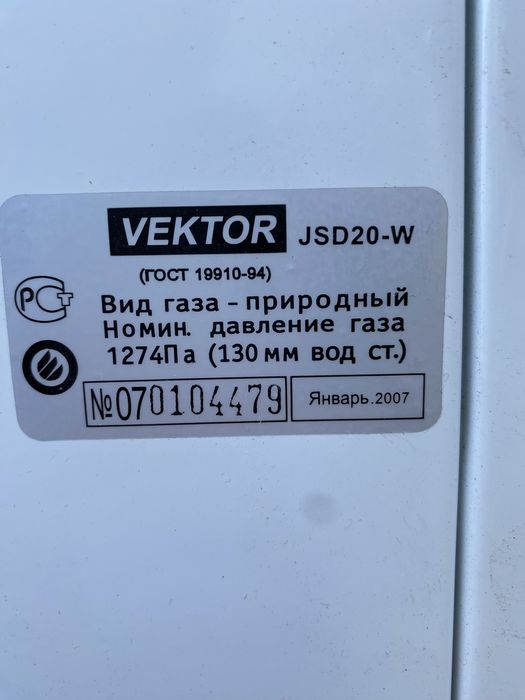 VEKTOR JSD20-W
(ГОСТ 19910-94)
РСТ
Вид газа – природный
Номин. давление газа
1274Па (130 мм вод ст.)
№070104479 Январь.2007